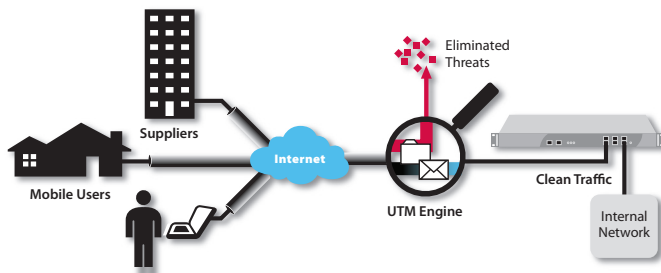 Eliminated
Threats
Suppliers
Internet
Mobile Users
UTM Engine
Clean Traffic
Internal
Network